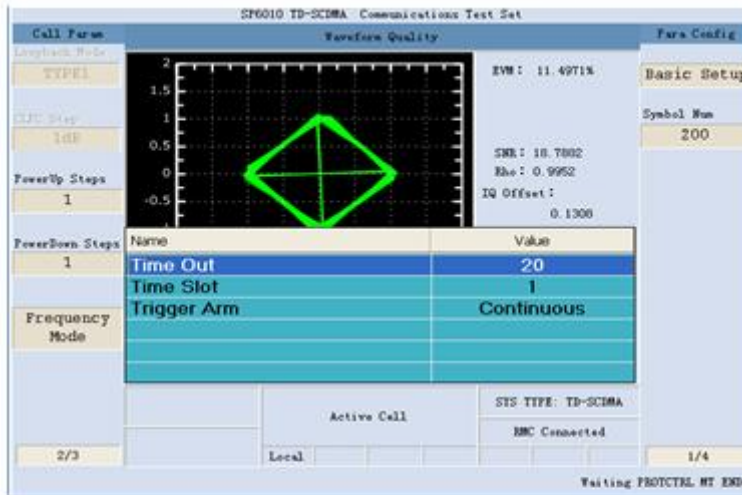 SP6010 TD-SCDMA Communications Test Set
Call Param
Waveform Quality
Para Config
Loopback Mode
TYPE1
CLPC Step
1dB
PowerUp Steps
1
PowerDown Steps
1
Frequency
Mode
2/3
2
1.5
1
0.5
0
-0.5
EVM: 11.4971%
SNR: 18.7802
Rho: 0.9952
IQ Offset:
0.1308
Name Value
Time Out 20
Time Slot 1
Trigger Arm Continuous
Active Cell
SYS TYPE: TD-SCDMA
RMC Connected
Local
Basic Setup
Symbol Num
200
1/4
Waiting PROTCTRL MT END